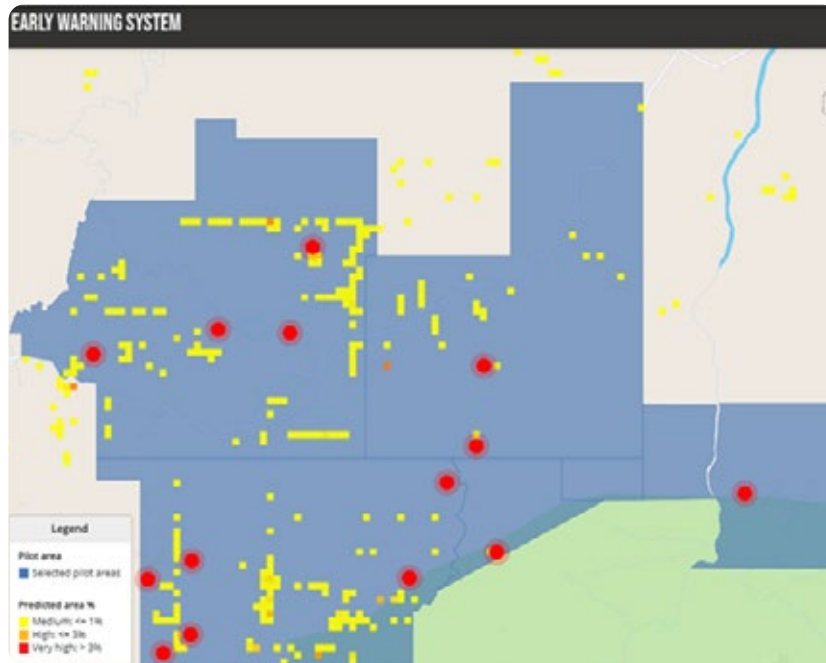 EARLY WARNING SYSTEM
Legend
Pilot area
Selected pilot areas
Predicted area %
Medium: <= 1%
High: <= 3%
Very high: > 3%